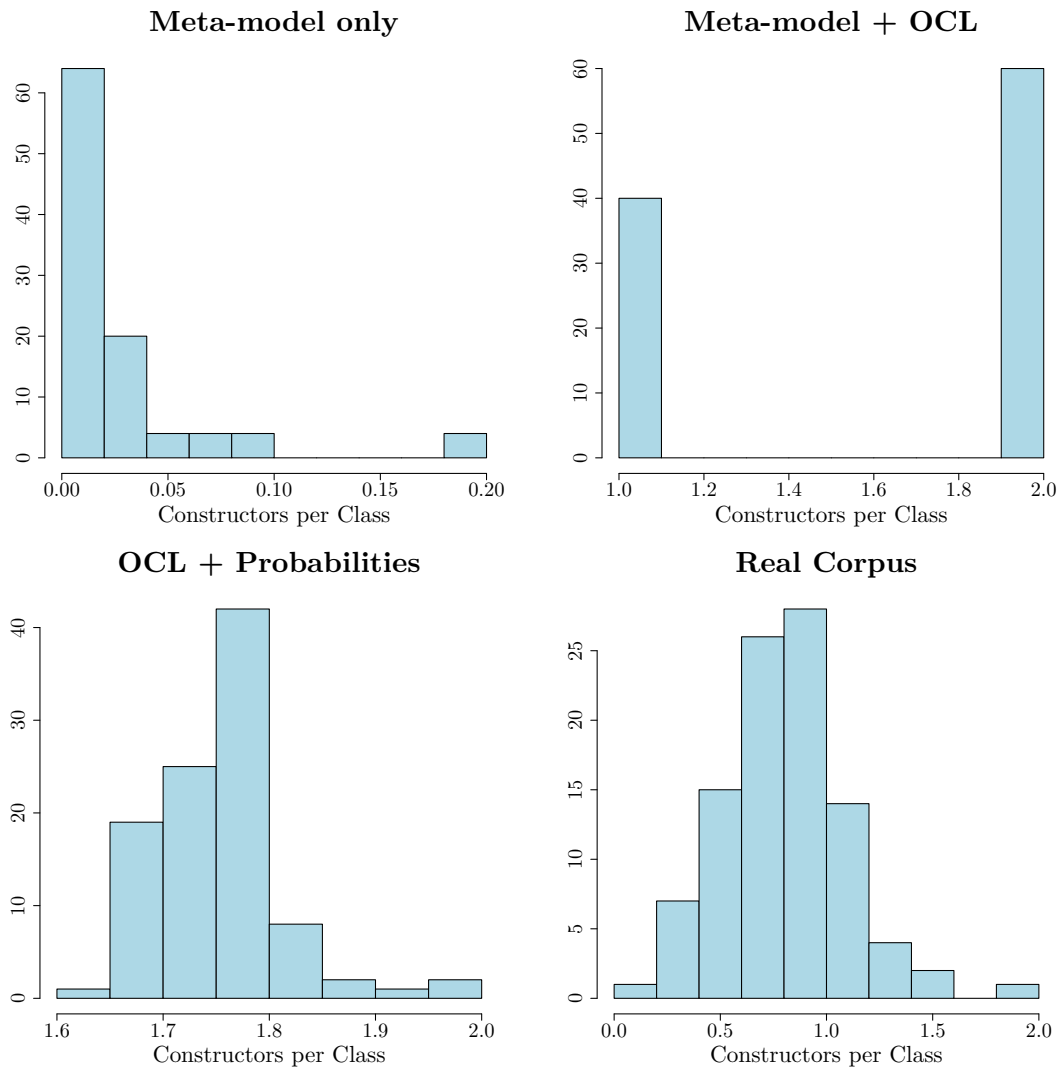 Meta-model only
60
50
40
30
20
10
0
0.00 0.05 0.10 0.15 0.20
Constructors per Class
Meta-model + OCL
60
50
40
30
20
10
0
1.0 1.2 1.4 1.6 1.8 2.0
Constructors per Class
OCL + Probabilities
40
30
20
10
0
1.6 1.7 1.8 1.9 2.0
Constructors per Class
Real Corpus
25
20
15
10
5
0
0.0 0.5 1.0 1.5 2.0
Constructors per Class